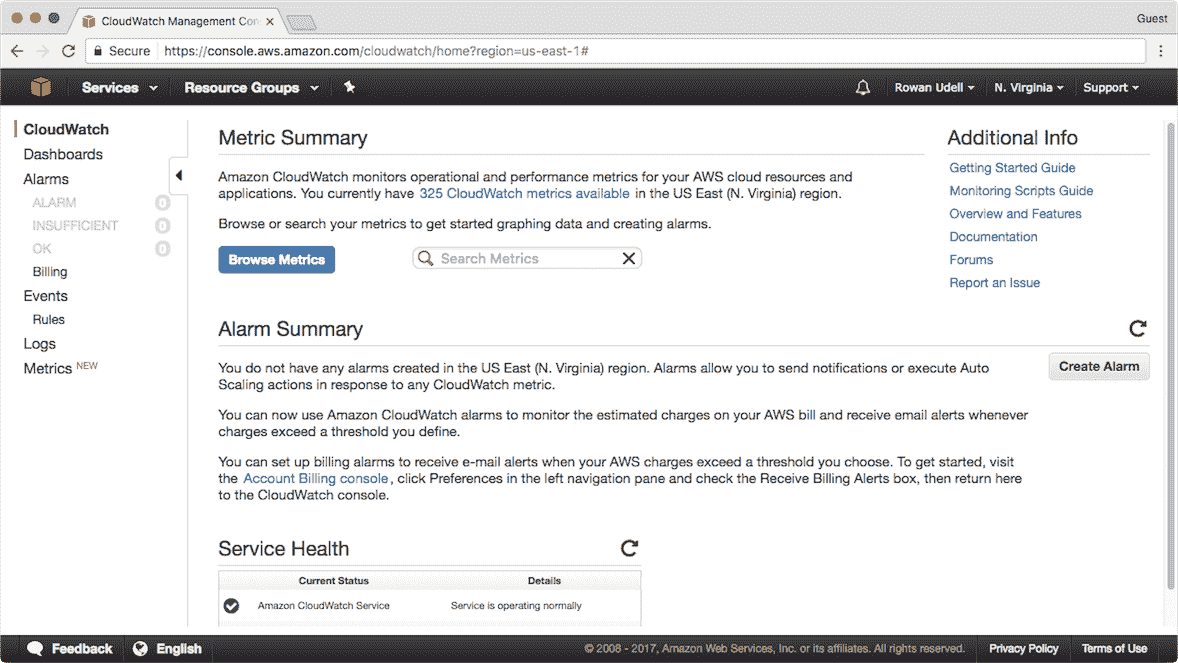 CloudWatch Management Con
Guest
Secure
https://console.aws.amazon.com/cloudwatch/home?region=us-east-1#
Services
Resource Groups
Rowan Udell
N. Virginia
Support
CloudWatch
Dashboards
Alarms
ALARM 0
INSUFFICIENT 0
OK 0
Billing
Events
Rules
Logs
Metrics NEW
Metric Summary
Amazon CloudWatch monitors operational and performance metrics for your AWS cloud resources and
applications. You currently have 325 CloudWatch metrics available in the US East (N. Virginia) region.
Browse or search your metrics to get started graphing data and creating alarms.
Browse Metrics
Search Metrics
Additional Info
Getting Started Guide
Monitoring Scripts Guide
Overview and Features
Documentation
Forums
Report an Issue
Alarm Summary
You do not have any alarms created in the US East (N. Virginia) region. Alarms allow you to send notifications or execute Auto
Scaling actions in response to any CloudWatch metric.
Create Alarm
You can now use Amazon CloudWatch alarms to monitor the estimated charges on your AWS bill and receive email alerts whenever
charges exceed a threshold you define.
You can set up billing alarms to receive e-mail alerts when your AWS charges exceed a threshold you choose. To get started, visit
the Account Billing console, click Preferences in the left navigation pane and check the Receive Billing Alerts box, then return here
to the CloudWatch console.
Service Health
Current Status Details
Amazon CloudWatch Service Service is operating normally
Feedback
English
© 2008 - 2017, Amazon Web Services, Inc. or its affiliates. All rights reserved.
Privacy Policy
Terms of Use